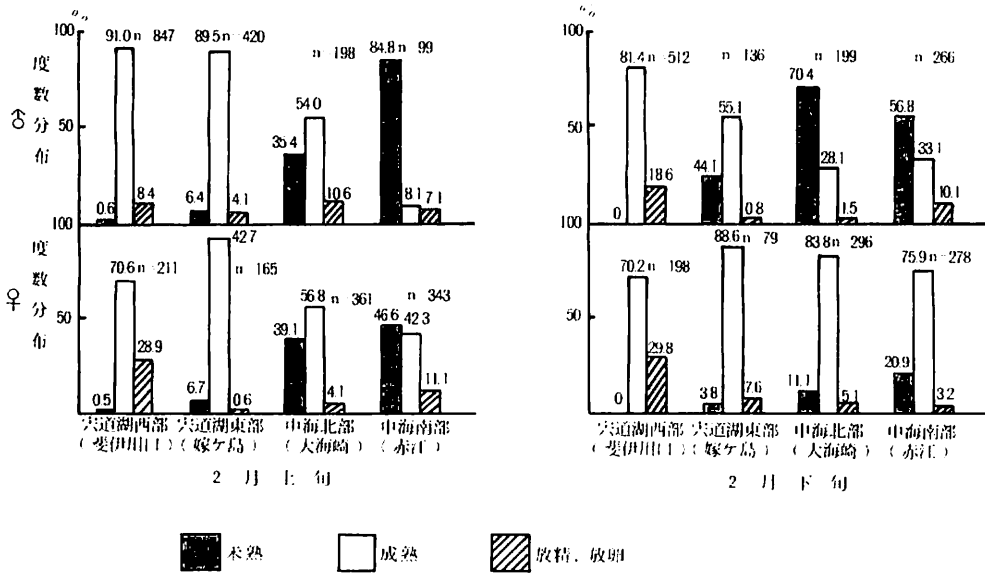 %
100 91.0 n=847 89.5 n=420 n=198 84.8 n=99
度数分布
♂
50
54.0
35.4
0.6 8.4 6.4 4.1 10.6 8.1 7.1
100
42.7
♀
度数分布
50
70.6 n=211 n=165 56.8 n=361 n=343
39.1 46.6 42.3
28.9
0.5 6.7 0.6 4.1 11.1
宍道湖西部 宍道湖東部 中海北部 中海南部
(斐伊川口) (嫁ケ島) (大海崎) (赤江)
2月上旬
%
100 81.4 n=512 n=136 n=199 n=266
70.4
50
55.1 56.8
44.1 33.1
28.1
0 18.6 0.8 1.5 10.1
100
88.6 n=79 83.8 n=296
70.2 n=198 75.9 n=278
50
29.8 20.9
0 3.8 7.6 11.1 5.1 3.2
宍道湖西部 宍道湖東部 中海北部 中海南部
(斐伊川口) (嫁ケ島) (大海崎) (赤江)
2月下旬
未熟 成熟 放精、放卵